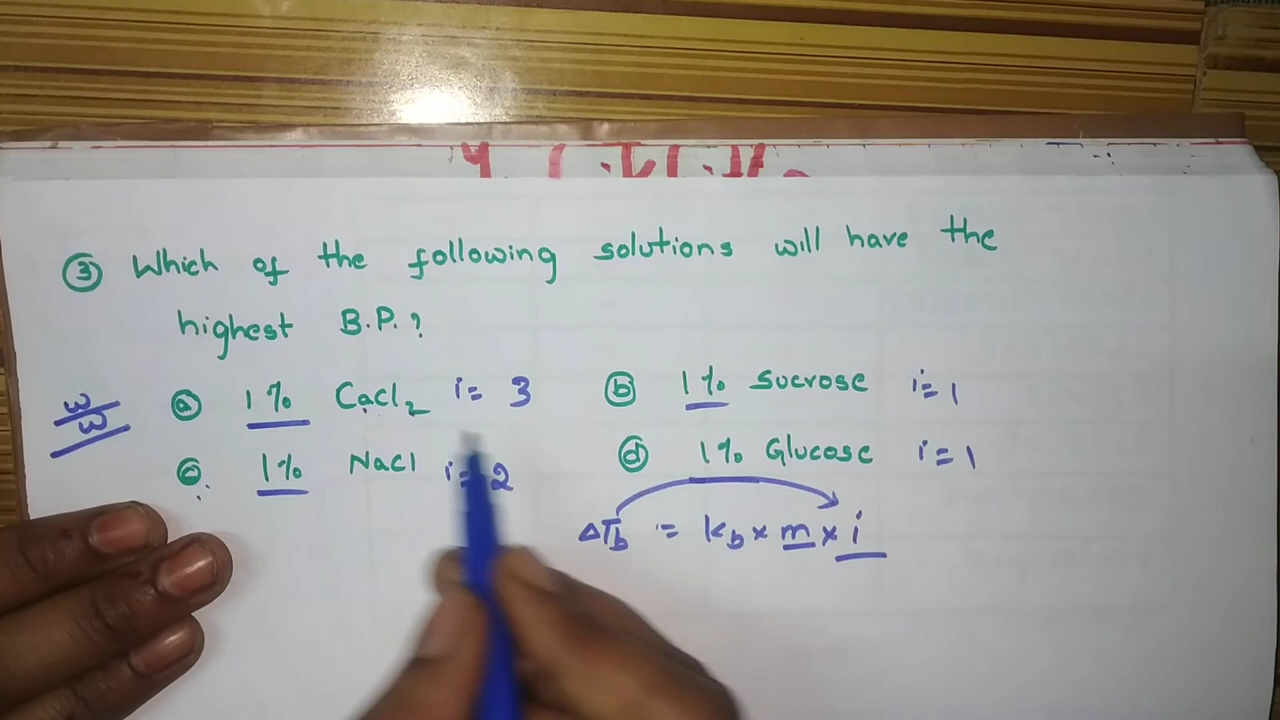 ③ Which of the following solutions will have the
highest B.P.?
w/w ⓐ 1% CaCl₂ i= 3 ⓑ 1% Sucrose i=1
ⓒ 1% NaCl i=2 ⓓ 1% Glucose i=1
ΔTb = kb × m × i